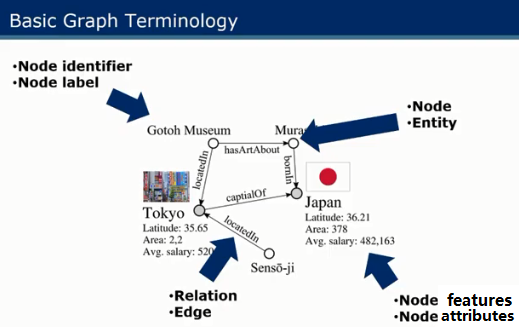 Basic Graph Terminology
•Node identifier
•Node label
•Node
•Entity
Gotoh Museum
hasArtAbout
locatedIn
bornIn
captialOf
Tokyo
Latitude: 35.65
Area: 2,2
Avg. salary:
Japan
Latitude: 36.21
Area: 378
Avg. salary: 482,163
locatedIn
Sensō-ji
•Relation
•Edge
•Node features
•Node attributes